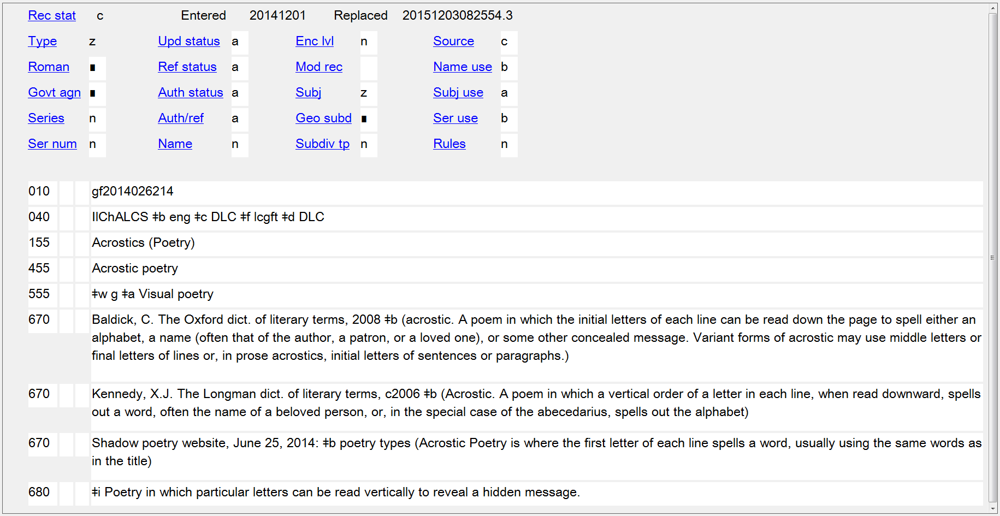 Rec stat c Entered 20141201 Replaced 20151203082554.3
Type z Upd status a Enc lvl n Source c
Roman ∎ Ref status a Mod rec Name use b
Govt agn ∎ Auth status a Subj z Subj use a
Series n Auth/ref a Geo subd ∎ Ser use b
Ser num n Name n Subdiv tp n Rules n
010 gf2014026214
040 IlChALCS ‡b eng ‡c DLC ‡f lcgft ‡d DLC
155 Acrostics (Poetry)
455 Acrostic poetry
555 ‡w g ‡a Visual poetry
670 Baldick, C. The Oxford dict. of literary terms, 2008 ‡b (acrostic. A poem in which the initial letters of each line can be read down the page to spell either an
alphabet, a name (often that of the author, a patron, or a loved one), or some other concealed message. Variant forms of acrostic may use middle letters or
final letters of lines or, in prose acrostics, initial letters of sentences or paragraphs.)
670 Kennedy, X.J. The Longman dict. of literary terms, c2006 ‡b (Acrostic. A poem in which a vertical order of a letter in each line, when read downward, spells
out a word, often the name of a beloved person, or, in the special case of the abecedarius, spells out the alphabet)
670 Shadow poetry website, June 25, 2014: ‡b poetry types (Acrostic Poetry is where the first letter of each line spells a word, usually using the same words as
in the title)
680 ‡i Poetry in which particular letters can be read vertically to reveal a hidden message.